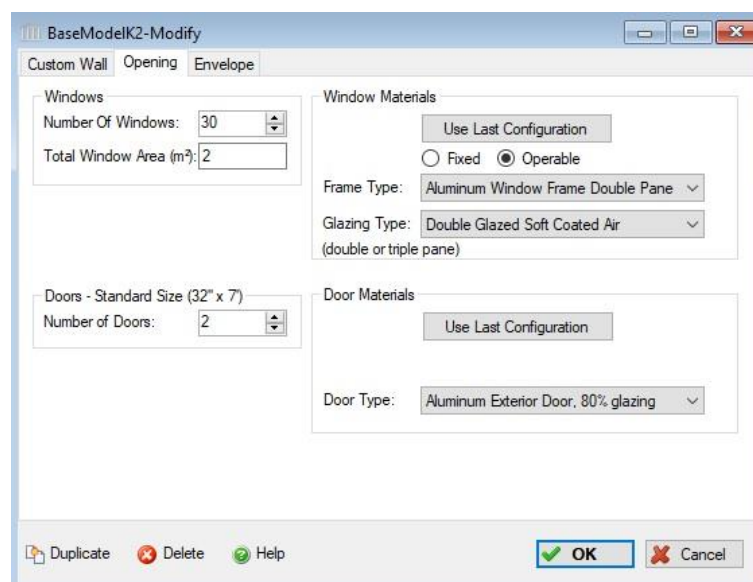 BaseModelK2-Modify
Custom Wall Opening Envelope
Windows
Number Of Windows: 30
Total Window Area (m²): 2
Window Materials
Use Last Configuration
Fixed Operable
Frame Type: Aluminum Window Frame Double Pane
Glazing Type: Double Glazed Soft Coated Air
(double or triple pane)
Doors - Standard Size (32" x 7')
Number of Doors: 2
Door Materials
Use Last Configuration
Door Type: Aluminum Exterior Door, 80% glazing
Duplicate Delete Help OK Cancel